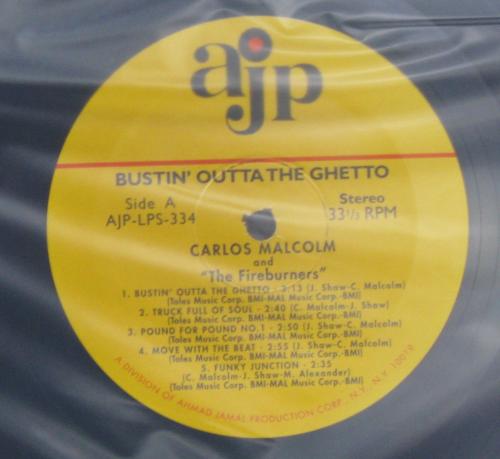 ajp
BUSTIN' OUTTA THE GHETTO
Side A
AJP-LPS-334
Stereo
33 1/3 RPM
CARLOS MALCOLM
and
"The Fireburners"
1. BUSTIN' OUTTA THE GHETTO - 2:13 (J. Shaw-C. Malcolm)
(Toles Music Corp. BMI-MAL Music Corp.-BMI)
2. TRUCK FULL OF SOUL - 2:40 (C. Malcolm-J. Shaw)
(Toles Music Corp. BMI-MAL Music Corp.-BMI)
3. POUND FOR POUND NO.1 - 2:50 (J. Shaw-C. Malcolm)
(Toles Music Corp. BMI-MAL Music Corp.-BMI)
4. MOVE WITH THE BEAT - 2:55 (J. Shaw-C. Malcolm)
(Toles Music Corp. BMI-MAL Music Corp.-BMI)
5. FUNKY JUNCTION - 2:35
(C. Malcolm-J. Shaw-M. Alexander)
(Toles Music Corp. BMI-MAL Music Corp.-BMI)
A DIVISION OF AHMAD JAMAL PRODUCTION CORP., N.Y., N.Y. 10019